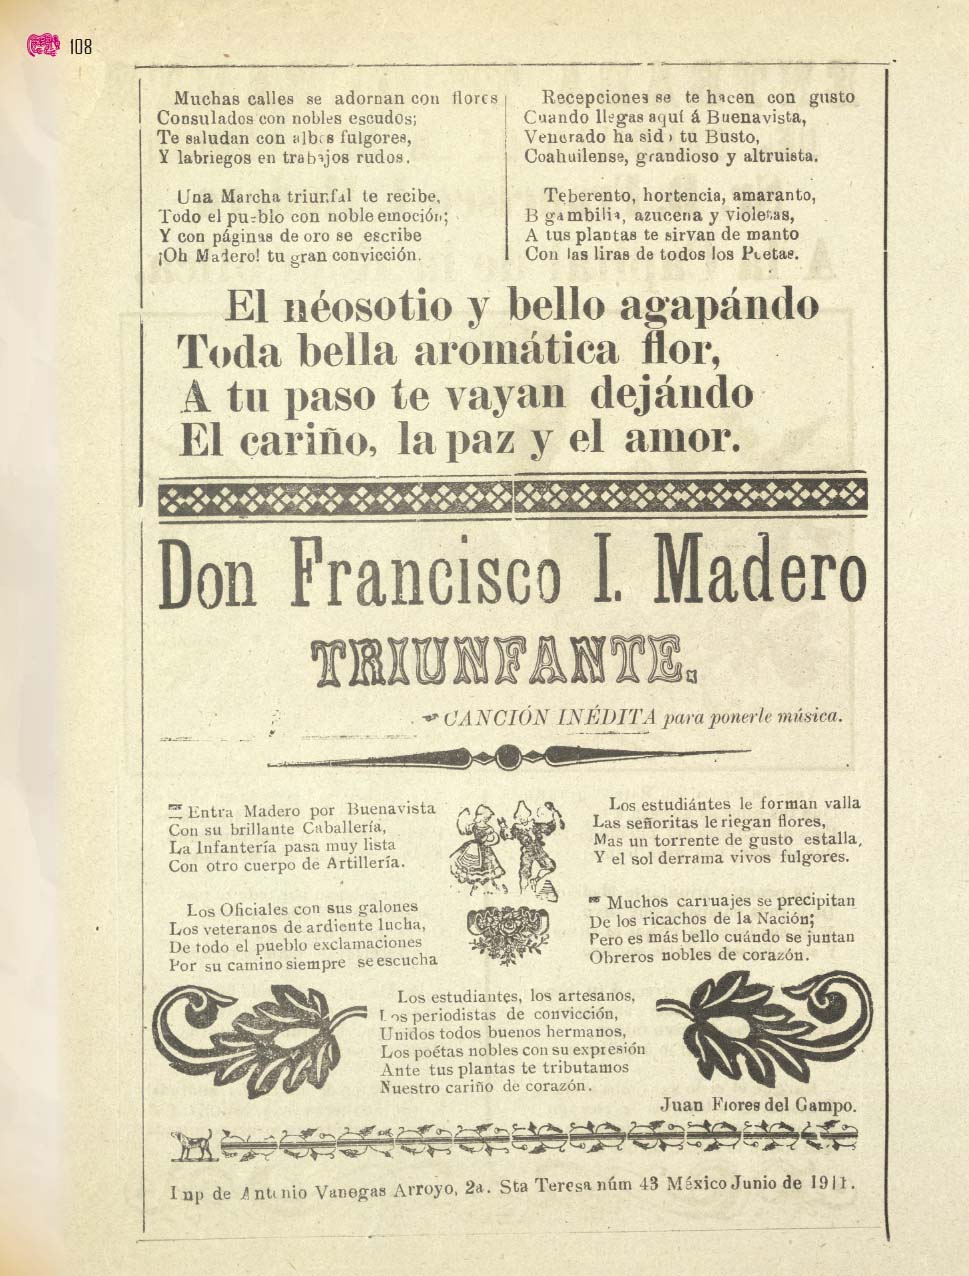 108
Muchas calles se adornan con flores
Consulados con nobles escudos;
Te saludan con albos fulgores,
Y labriegos en trabajos rudos.
Una Marcha triunfal te recibe,
Todo el pueblo con noble emoción;
Y con páginas de oro se escribe
¡Oh Madero! tu gran convicción.
Recepciones se te hacen con gusto
Cuando llegas aquí á Buenavista,
Venerado ha sido tu Busto,
Coahuilense, grandioso y altruista.
Teberento, hortencia, amaranto,
B gambilia, azucena y violetas,
A tus plantas te sirvan de manto
Con las liras de todos los Poetas.
El néosotio y bello agapándo
Toda bella aromática flor,
A tu paso te vayan dejándo
El cariño, la paz y el amor.
Don Francisco I. Madero
TRIUNFANTE.
CANCIÓN INÉDITA para ponerle música.
Entra Madero por Buenavista
Con su brillante Caballería,
La Infantería pasa muy lista
Con otro cuerpo de Artillería.
Los Oficiales con sus galones
Los veteranos de ardiente lucha,
De todo el pueblo exclamaciones
Por su camino siempre se escucha
Los estudiántes le forman valla
Las señoritas le riegan flores,
Mas un torrente de gusto estalla,
Y el sol derrama vivos fulgores.
Muchos carruajes se precipitan
De los ricachos de la Nación;
Pero es más bello cuándo se juntan
Obreros nobles de corazón.
Los estudiantes, los artesanos,
Los periodistas de convicción,
Unidos todos buenos hermanos,
Los poétas nobles con su expresión
Ante tus plantas te tributamos
Nuestro cariño de corazón.
Juan Flores del Campo.
Imp de Antonio Vanegas Arroyo, 2a. Sta Teresa núm 43 México Junio de 1911.